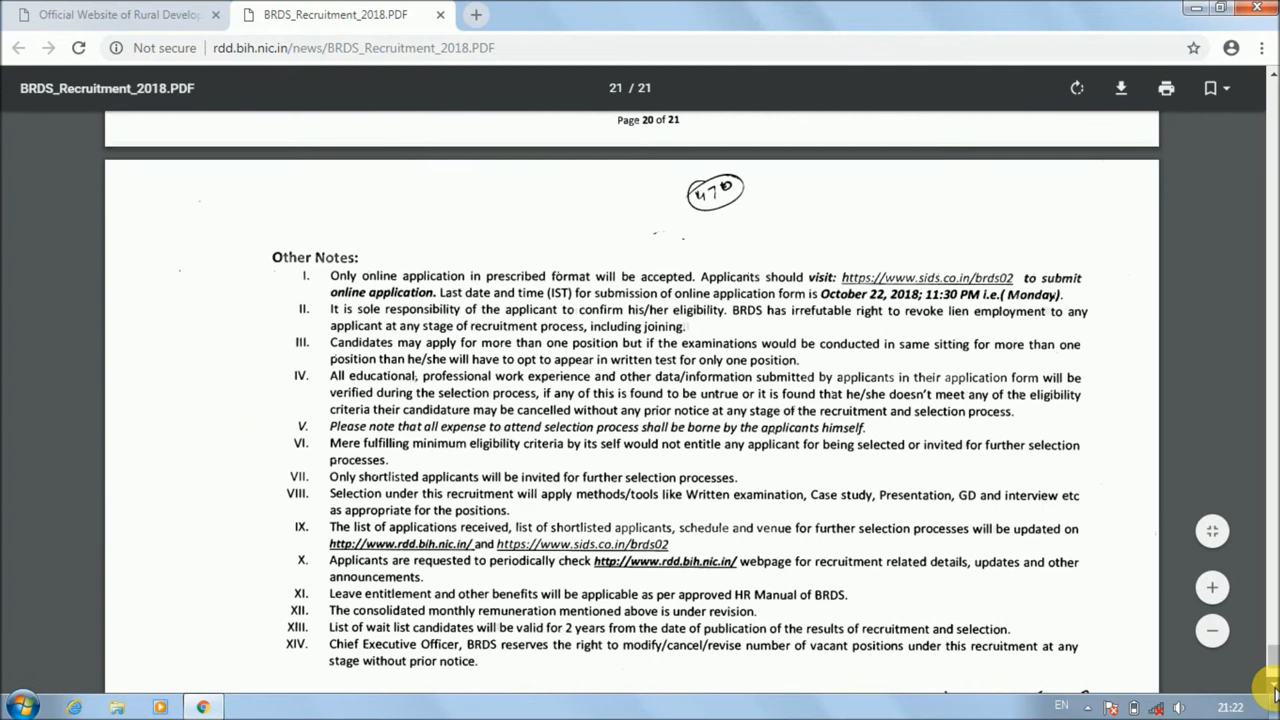 Official Website of Rural Develop
BRDS_Recruitment_2018.PDF
Not secure
rdd.bih.nic.in/news/BRDS_Recruitment_2018.PDF
BRDS_Recruitment_2018.PDF
21 / 21
Page 20 of 21
470
Other Notes:
I. Only online application in prescribed format will be accepted. Applicants should visit: https://www.sids.co.in/brds02 to submit
online application. Last date and time (IST) for submission of online application form is October 22, 2018; 11:30 PM i.e.( Monday).
II. It is sole responsibility of the applicant to confirm his/her eligibility. BRDS has irrefutable right to revoke lien employment to any
applicant at any stage of recruitment process, including joining.
III. Candidates may apply for more than one position but if the examinations would be conducted in same sitting for more than one
position than he/she will have to opt to appear in written test for only one position.
IV. All educational, professional work experience and other data/information submitted by applicants in their application form will be
verified during the selection process, if any of this is found to be untrue or it is found that he/she doesn't meet any of the eligibility
criteria their candidature may be cancelled without any prior notice at any stage of the recruitment and selection process.
V. Please note that all expense to attend selection process shall be borne by the applicants himself.
VI. Mere fulfilling minimum eligibility criteria by its self would not entitle any applicant for being selected or invited for further selection
processes.
VII. Only shortlisted applicants will be invited for further selection processes.
VIII. Selection under this recruitment will apply methods/tools like Written examination, Case study, Presentation, GD and interview etc
as appropriate for the positions.
IX. The list of applications received, list of shortlisted applicants, schedule and venue for further selection processes will be updated on
http://www.rdd.bih.nic.in/ and https://www.sids.co.in/brds02
X. Applicants are requested to periodically check http://www.rdd.bih.nic.in/ webpage for recruitment related details, updates and other
announcements.
XI. Leave entitlement and other benefits will be applicable as per approved HR Manual of BRDS.
XII. The consolidated monthly remuneration mentioned above is under revision.
XIII. List of wait list candidates will be valid for 2 years from the date of publication of the results of recruitment and selection.
XIV. Chief Executive Officer, BRDS reserves the right to modify/cancel/revise number of vacant positions under this recruitment at any
stage without prior notice.
EN
21:22